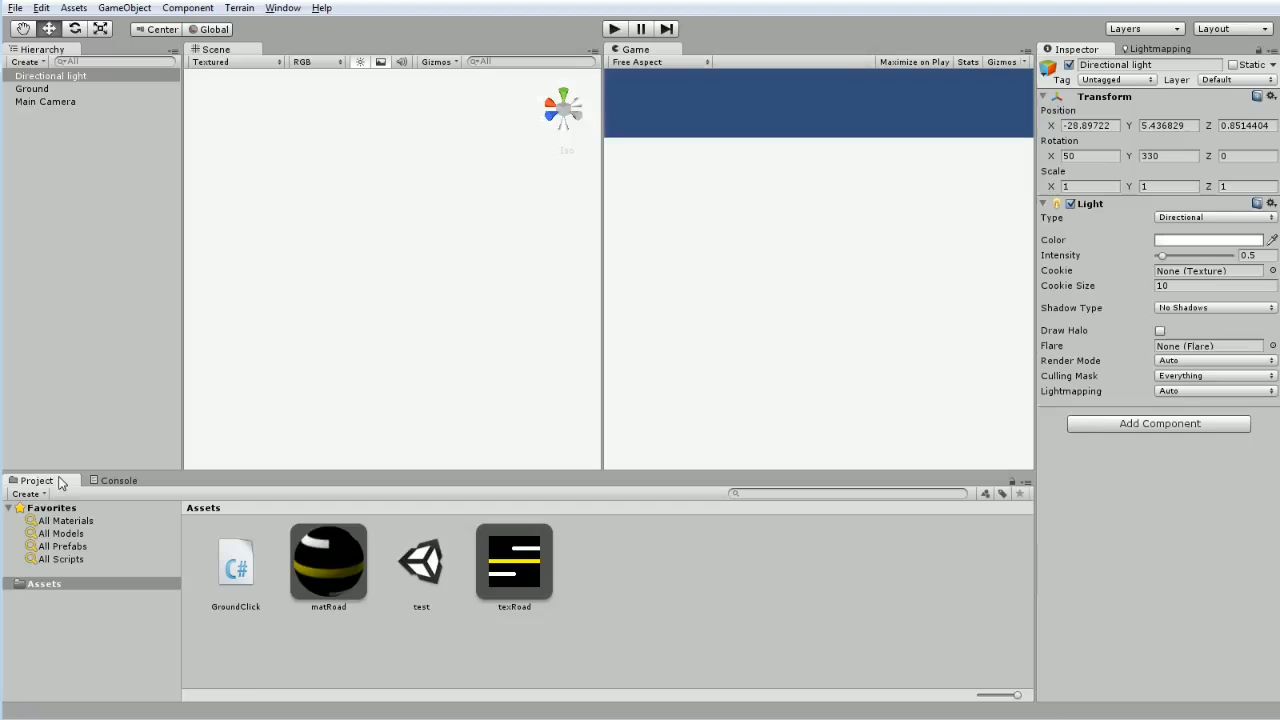 File Edit Assets GameObject Component Terrain Window Help
Center Global Layers Layout
Hierarchy
Create All
Directional light
Ground
Main Camera
Scene
Textured RGB Gizmos All
Iso
Game
Free Aspect Maximize on Play Stats Gizmos
Inspector Lightmapping
Directional light Static
Tag Untagged Layer Default
Transform
Position
X -28.89722 Y 5.436829 Z 0.8514404
Rotation
X 50 Y 330 Z 0
Scale
X 1 Y 1 Z 1
Light
Type Directional
Color
Intensity 0.5
Cookie None (Texture)
Cookie Size 10
Shadow Type No Shadows
Draw Halo
Flare None (Flare)
Render Mode Auto
Culling Mask Everything
Lightmapping Auto
Add Component
Project Console
Create
Favorites
All Materials
All Models
All Prefabs
All Scripts
Assets
Assets
C#
GroundClick matRoad test texRoad